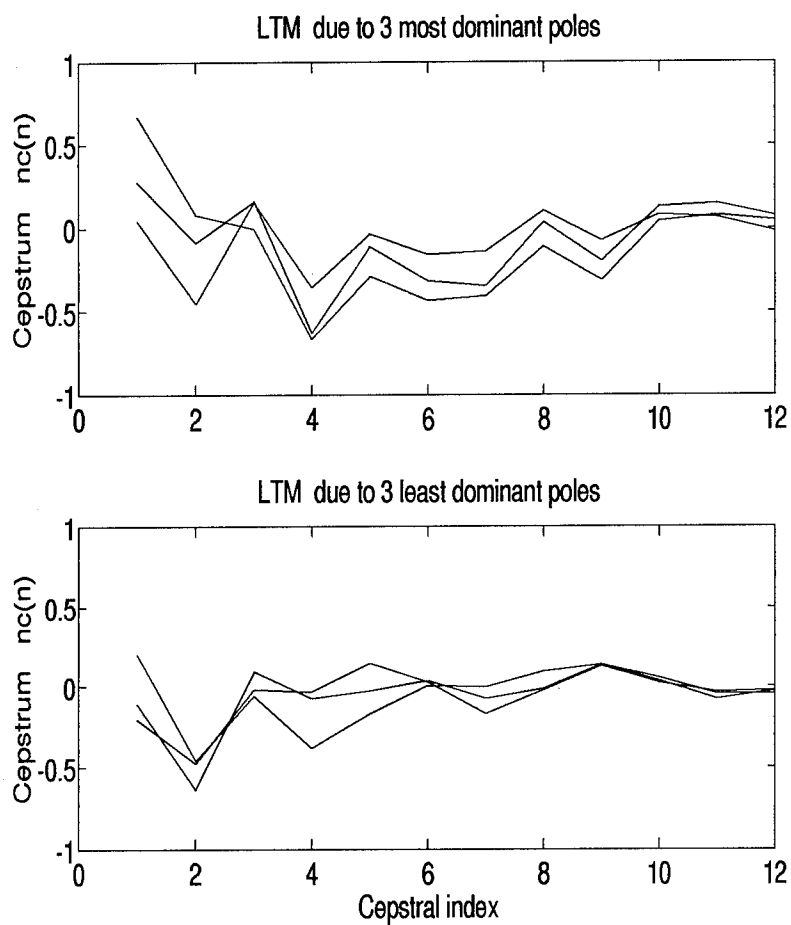 LTM due to 3 most dominant poles
1
0.5
0
-0.5
-1
Cepstrum nc(n)
0 2 4 6 8 10 12
LTM due to 3 least dominant poles
1
0.5
0
-0.5
-1
Cepstrum nc(n)
0 2 4 6 8 10 12
Cepstral index